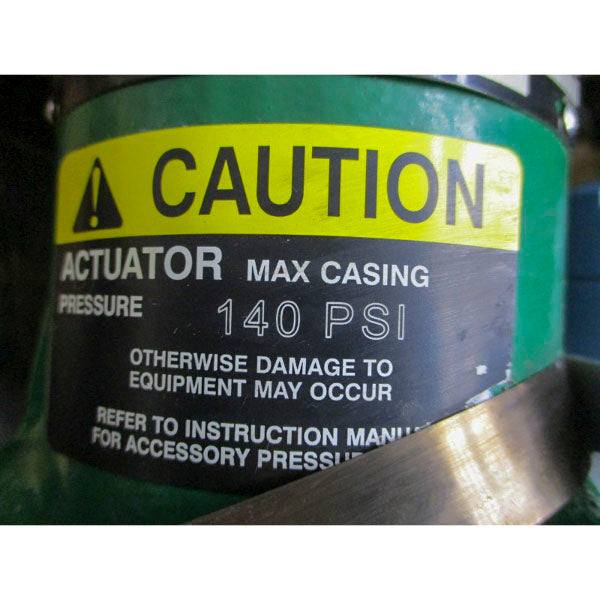 CAUTION
ACTUATOR MAX CASING
PRESSURE 140 PSI
OTHERWISE DAMAGE TO
EQUIPMENT MAY OCCUR
REFER TO INSTRUCTION
FOR ACCESSORY